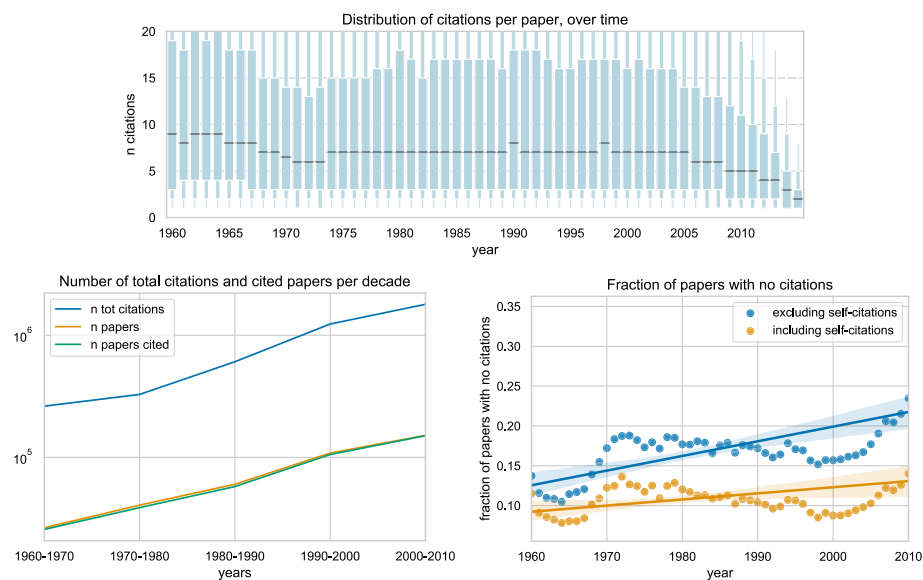 Distribution of citations per paper, over time
20
15
10
5
0
n citations
1960 1965 1970 1975 1980 1985 1990 1995 2000 2005 2010
year
Number of total citations and cited papers per decade
n tot citations
n papers
n papers cited
10^6
10^5
1960-1970 1970-1980 1980-1990 1990-2000 2000-2010
years
Fraction of papers with no citations
excluding self-citations
including self-citations
0.35
0.30
0.25
0.20
0.15
0.10
fraction of papers with no citations
1960 1970 1980 1990 2000 2010
year